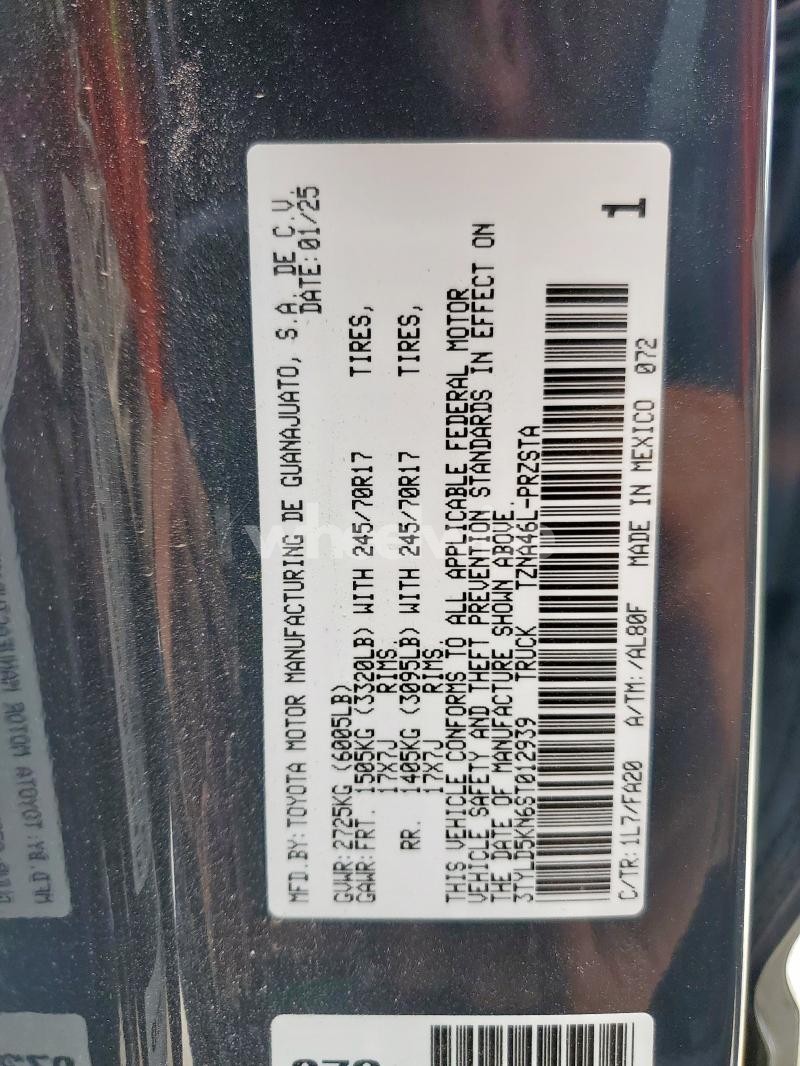 MFD.BY:TOYOTA MOTOR MANUFACTURING DE GUANAJUATO, S.A. DE C.V.
DATE:01/25
GVWR:2725KG (6005LB)
GAWR:FRT. 1505KG (3320LB) WITH 245/70R17 TIRES,
17X7J RIMS.
RR. 1405KG (3095LB) WITH 245/70R17 TIRES,
17X7J RIMS.
THIS VEHICLE CONFORMS TO ALL APPLICABLE FEDERAL MOTOR
VEHICLE SAFETY AND THEFT PREVENTION STANDARDS IN EFFECT ON
THE DATE OF MANUFACTURE SHOWN ABOVE.
3TYLD5KN6ST012939 TRUCK TZNA46L-PRZSTA
1
C/TR:1L7/FA20 A/TM:/AL80F MADE IN MEXICO 072